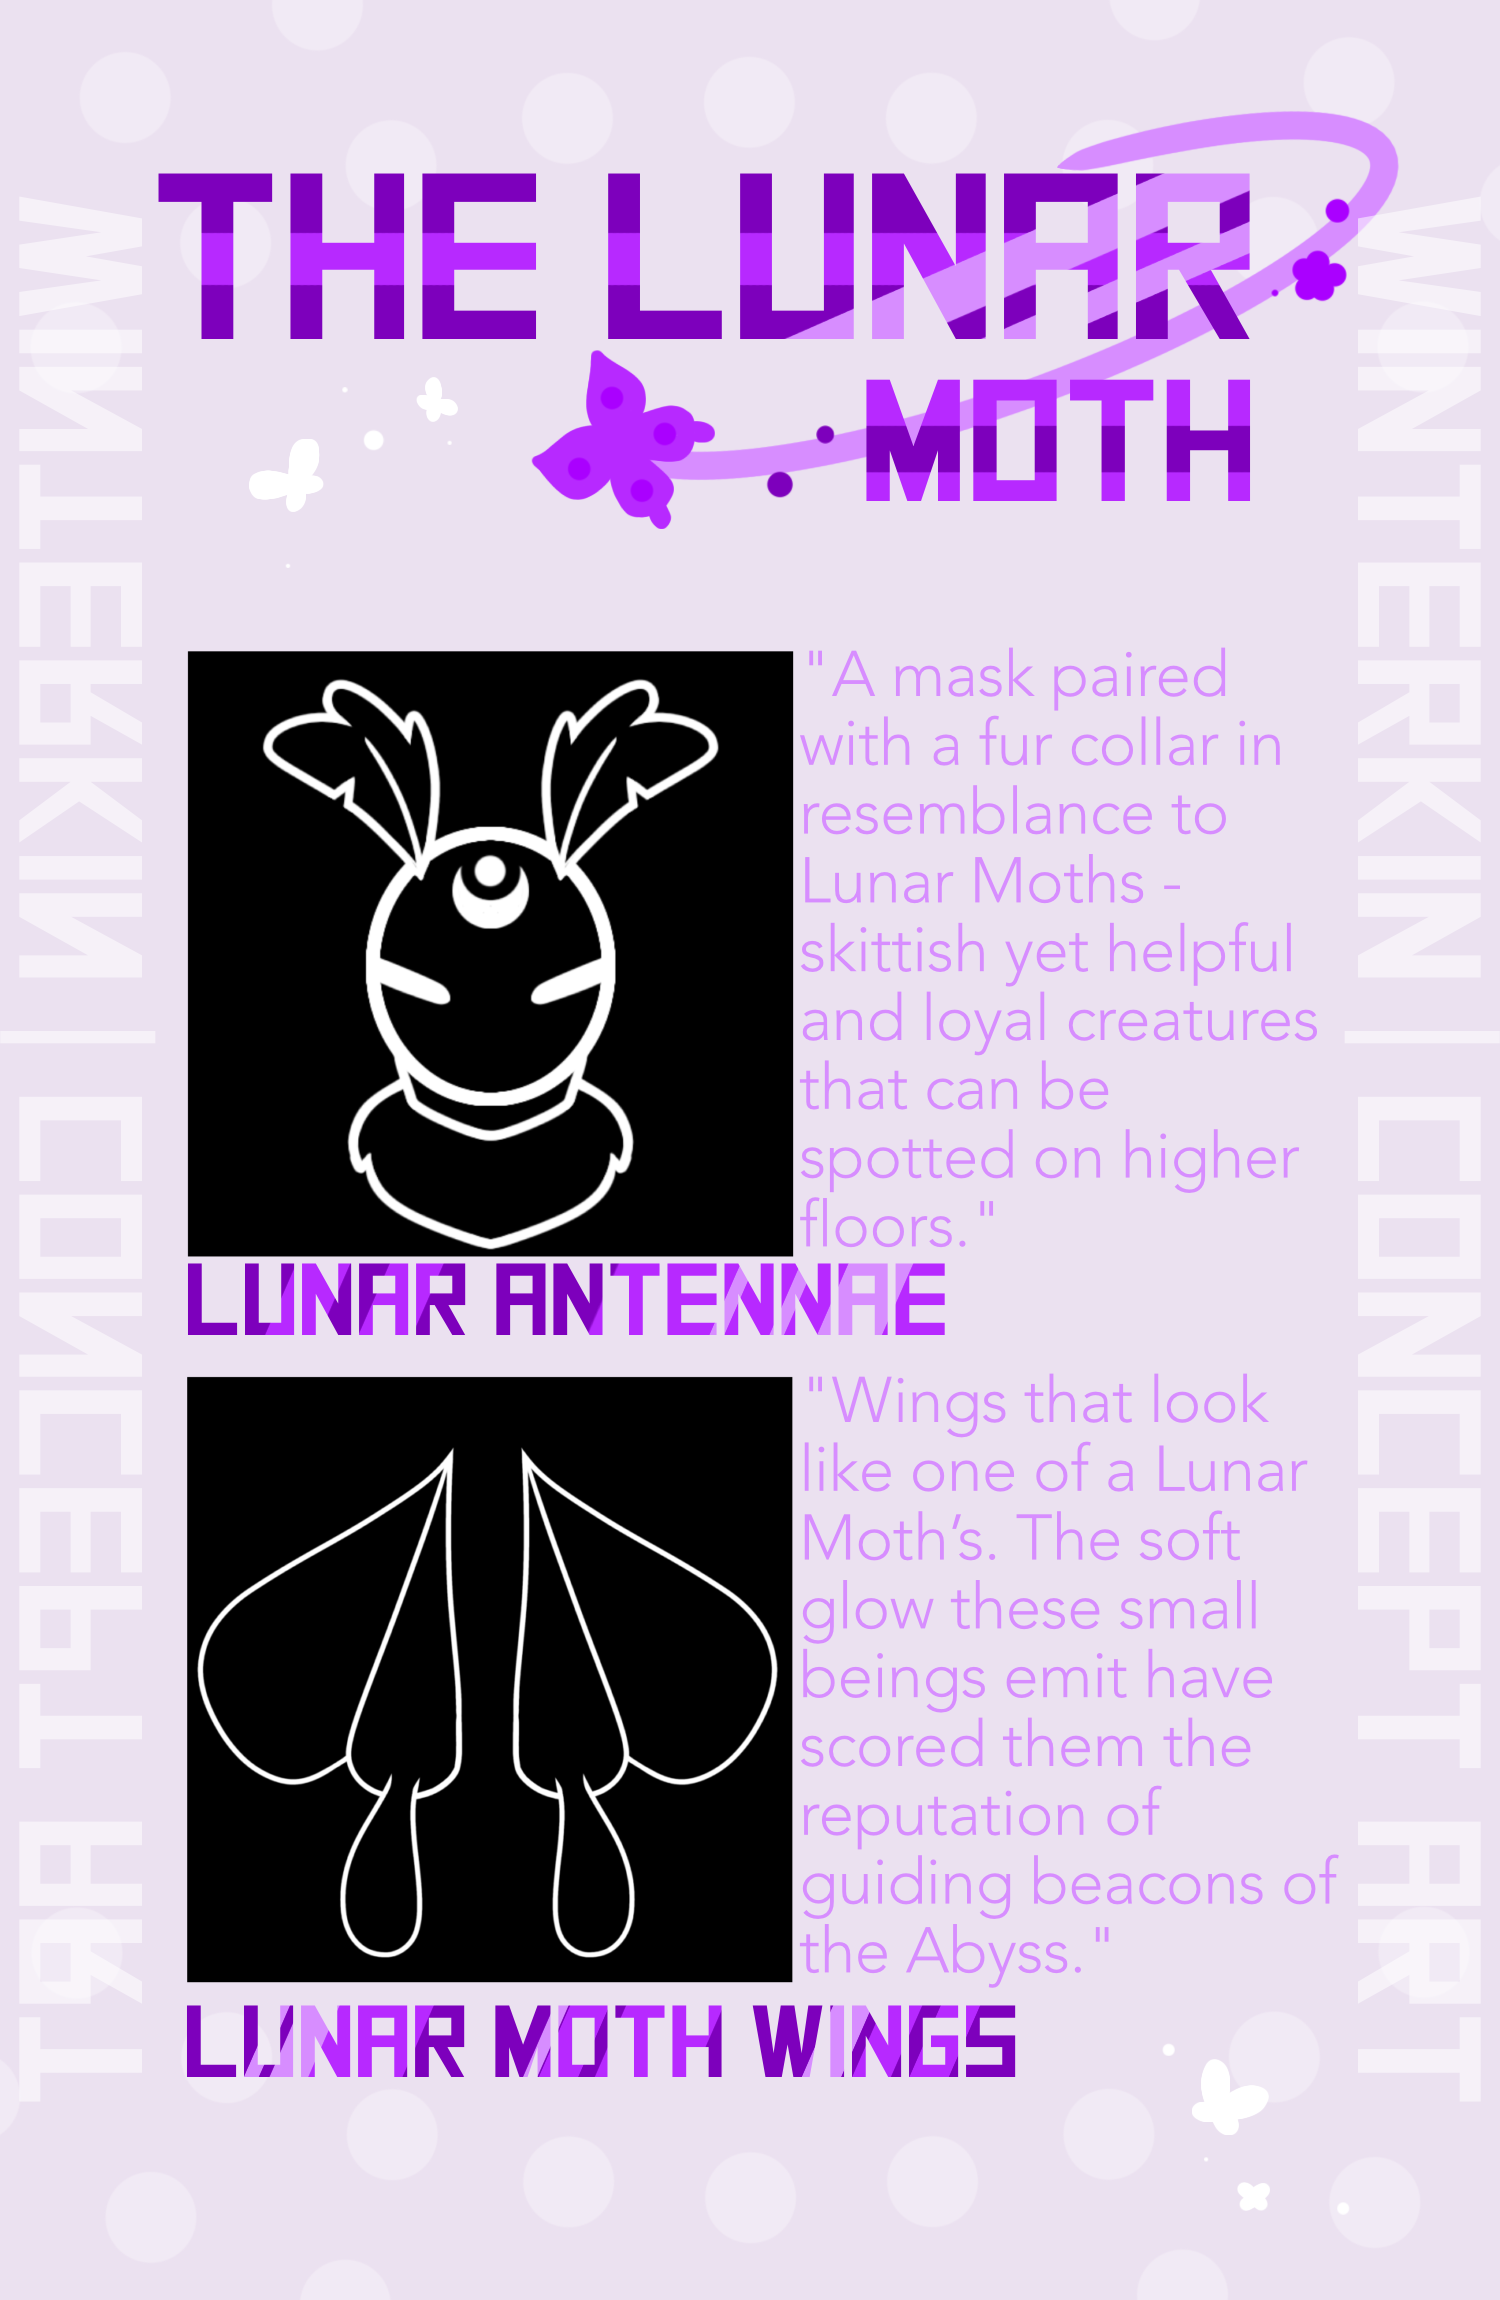 THE LUNAR
MOTH
"A mask paired
with a fur collar in
resemblance to
Lunar Moths -
skittish yet helpful
and loyal creatures
that can be
spotted on higher
floors."
LUNAR ANTENNAE
"Wings that look
like one of a Lunar
Moth’s. The soft
glow these small
beings emit have
scored them the
reputation of
guiding beacons of
the Abyss."
LUNAR MOTH WINGS
WINTERKIN | CONCEPT ART
WINTERKIN | CONCEPT ART